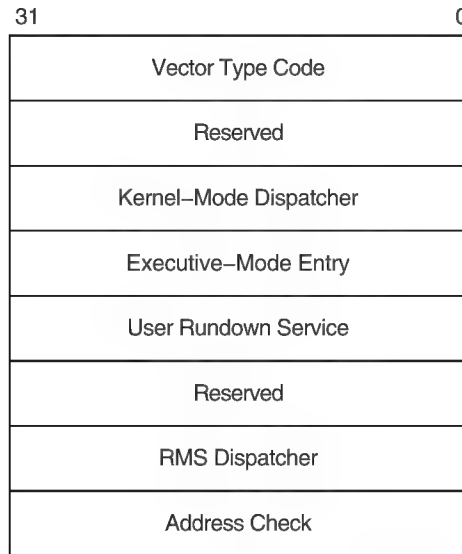 31 0
Vector Type Code
Reserved
Kernel–Mode Dispatcher
Executive–Mode Entry
User Rundown Service
Reserved
RMS Dispatcher
Address Check